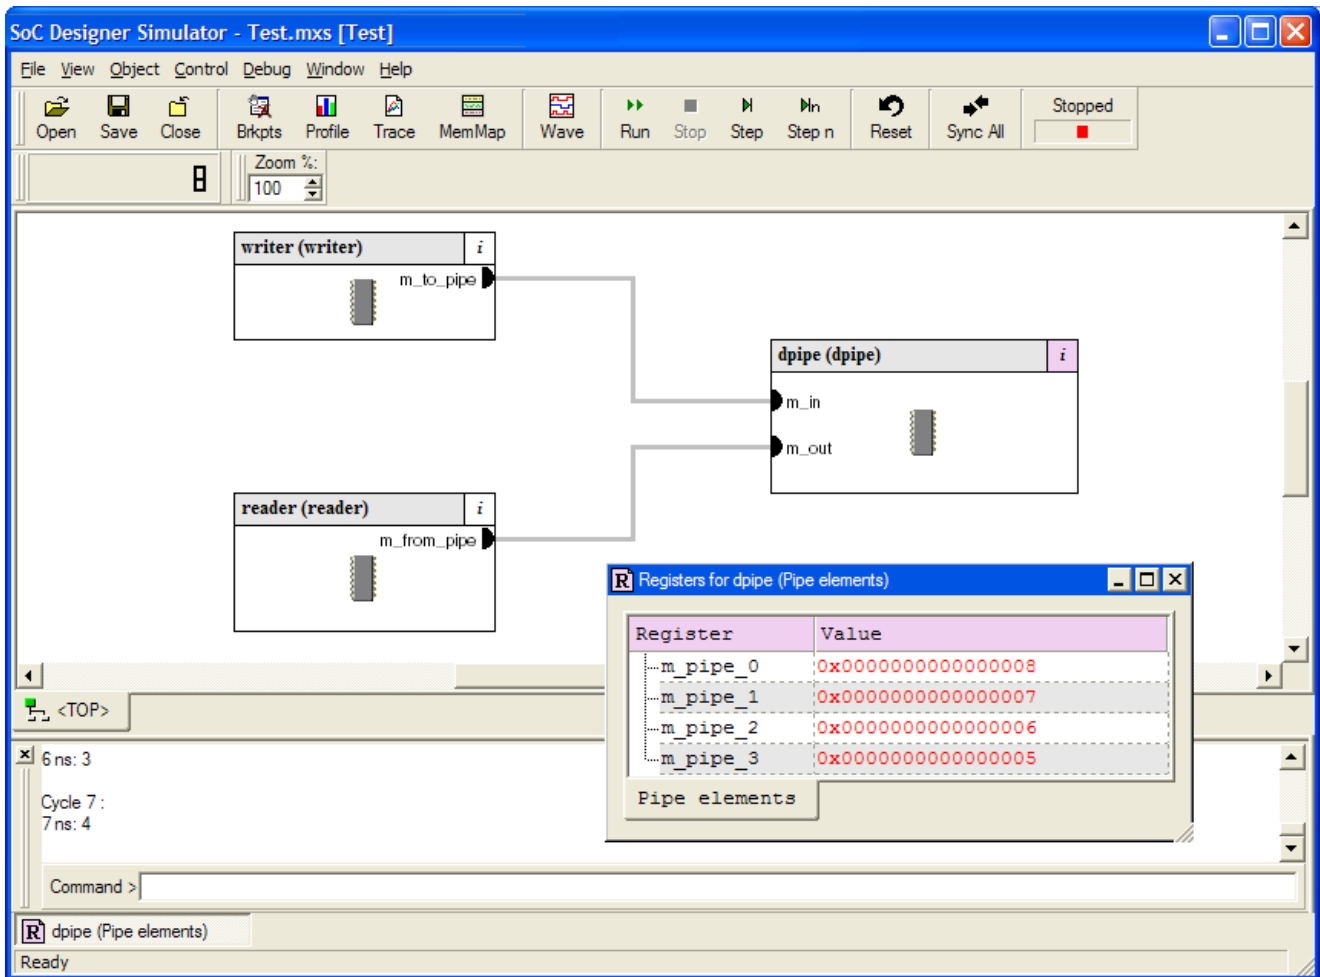 SoC Designer Simulator - Test.mxs [Test]
File View Object Control Debug Window Help
Open Save Close Brkpts Profile Trace MemMap Wave Run Stop Step Step n Reset Sync All Stopped
8 Zoom %:
100
writer (writer) i
m_to_pipe
dpipe (dpipe) i
m_in
m_out
reader (reader) i
m_from_pipe
R Registers for dpipe (Pipe elements)
Register Value
m_pipe_0 0x0000000000000008
m_pipe_1 0x0000000000000007
m_pipe_2 0x0000000000000006
m_pipe_3 0x0000000000000005
Pipe elements
<TOP>
6 ns: 3
Cycle 7 :
7 ns: 4
Command >
R dpipe (Pipe elements)
Ready